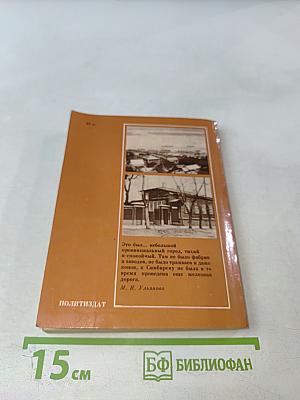 Это был... небольшой
провинциальный город, тихий
и спокойный. Там не было фабрик
и заводов, не было трамваев и даже
конки, к Симбирску не была в то
время проведена еще железная
дорога.
М. И. Ульянова
ПОЛИТИЗДАТ
15 см
БФ БИБЛИОФАН